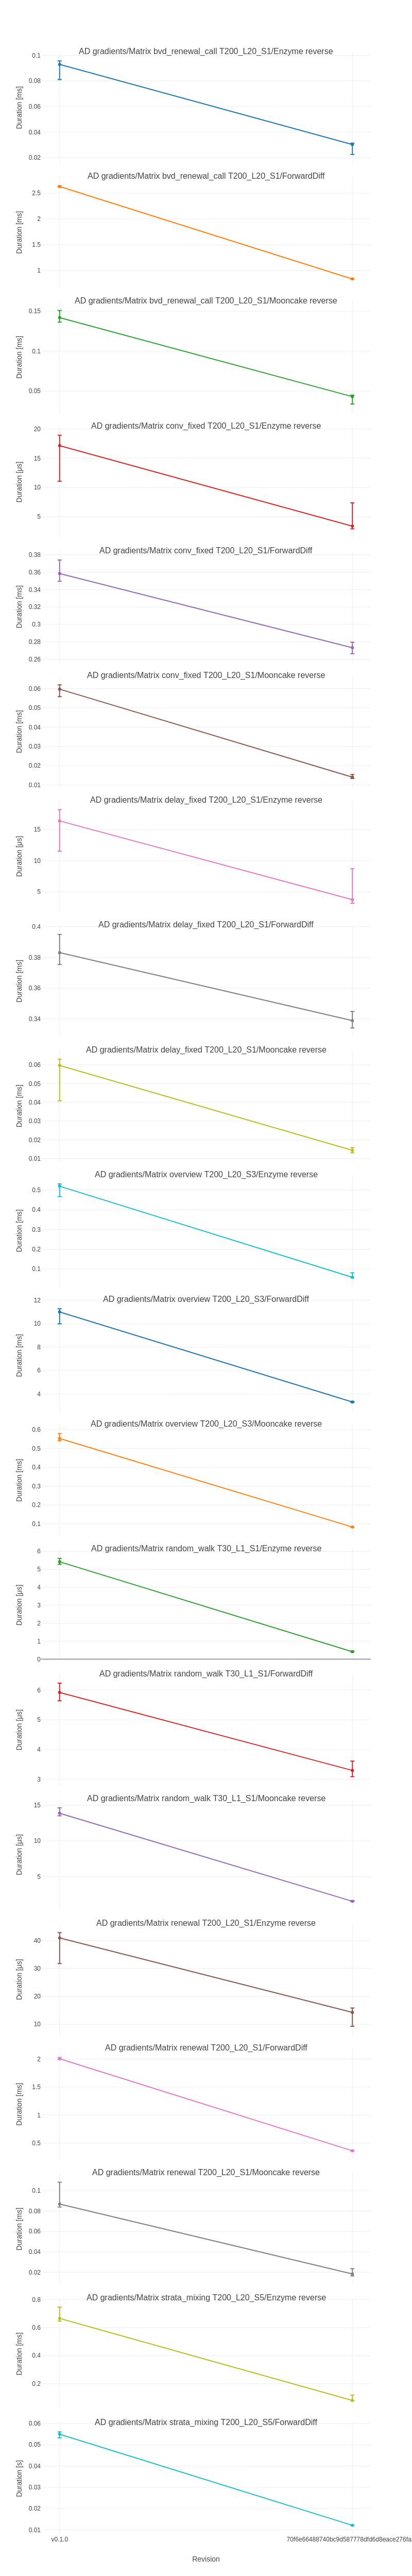 AD gradients/Matrix bvd_renewal_call T200_L20_S1/Enzyme reverse
0.1
0.08
0.06
0.04
0.02
Duration [ms]
AD gradients/Matrix bvd_renewal_call T200_L20_S1/ForwardDiff
2.5
2
1.5
1
Duration [ms]
AD gradients/Matrix bvd_renewal_call T200_L20_S1/Mooncake reverse
0.15
0.1
0.05
Duration [ms]
AD gradients/Matrix conv_fixed T200_L20_S1/Enzyme reverse
20
15
10
5
Duration [μs]
AD gradients/Matrix conv_fixed T200_L20_S1/ForwardDiff
0.38
0.36
0.34
0.32
0.3
0.28
0.26
Duration [ms]
AD gradients/Matrix conv_fixed T200_L20_S1/Mooncake reverse
0.06
0.05
0.04
0.03
0.02
0.01
Duration [ms]
AD gradients/Matrix delay_fixed T200_L20_S1/Enzyme reverse
15
10
5
Duration [μs]
AD gradients/Matrix delay_fixed T200_L20_S1/ForwardDiff
0.4
0.38
0.36
0.34
Duration [ms]
AD gradients/Matrix delay_fixed T200_L20_S1/Mooncake reverse
0.06
0.05
0.04
0.03
0.02
0.01
Duration [ms]
AD gradients/Matrix overview T200_L20_S3/Enzyme reverse
0.5
0.4
0.3
0.2
0.1
Duration [ms]
AD gradients/Matrix overview T200_L20_S3/ForwardDiff
12
10
8
6
4
Duration [ms]
AD gradients/Matrix overview T200_L20_S3/Mooncake reverse
0.6
0.5
0.4
0.3
0.2
0.1
Duration [ms]
AD gradients/Matrix random_walk T30_L1_S1/Enzyme reverse
6
5
4
3
2
1
0
Duration [μs]
AD gradients/Matrix random_walk T30_L1_S1/ForwardDiff
6
5
4
3
Duration [μs]
AD gradients/Matrix random_walk T30_L1_S1/Mooncake reverse
15
10
5
Duration [μs]
AD gradients/Matrix renewal T200_L20_S1/Enzyme reverse
40
30
20
10
Duration [μs]
AD gradients/Matrix renewal T200_L20_S1/ForwardDiff
2
1.5
1
0.5
Duration [ms]
AD gradients/Matrix renewal T200_L20_S1/Mooncake reverse
0.1
0.08
0.06
0.04
0.02
Duration [ms]
AD gradients/Matrix strata_mixing T200_L20_S5/Enzyme reverse
0.8
0.6
0.4
0.2
Duration [ms]
AD gradients/Matrix strata_mixing T200_L20_S5/ForwardDiff
0.06
0.05
0.04
0.03
0.02
0.01
Duration [s]
v0.1.0
70f6e66488740bc9d587778dfd6d8eace276fa
Revision